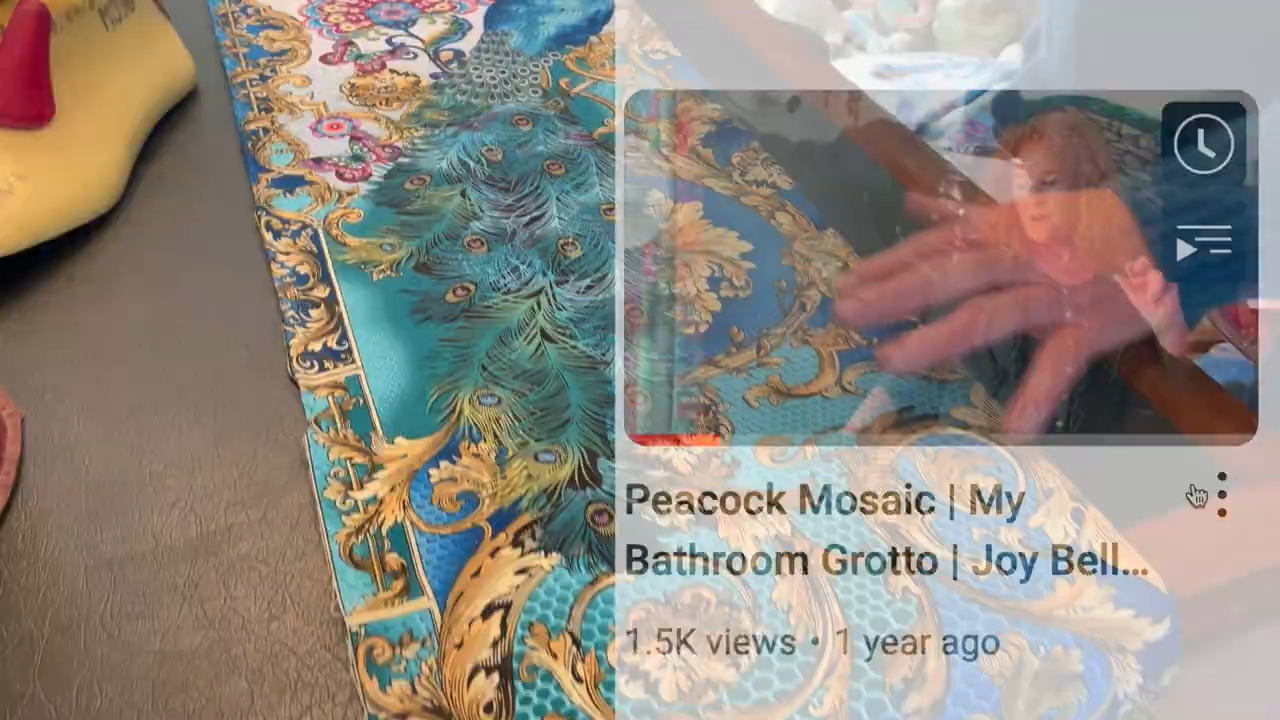 Peacock Mosaic | My
Bathroom Grotto | Joy Bell...
1.5K views • 1 year ago